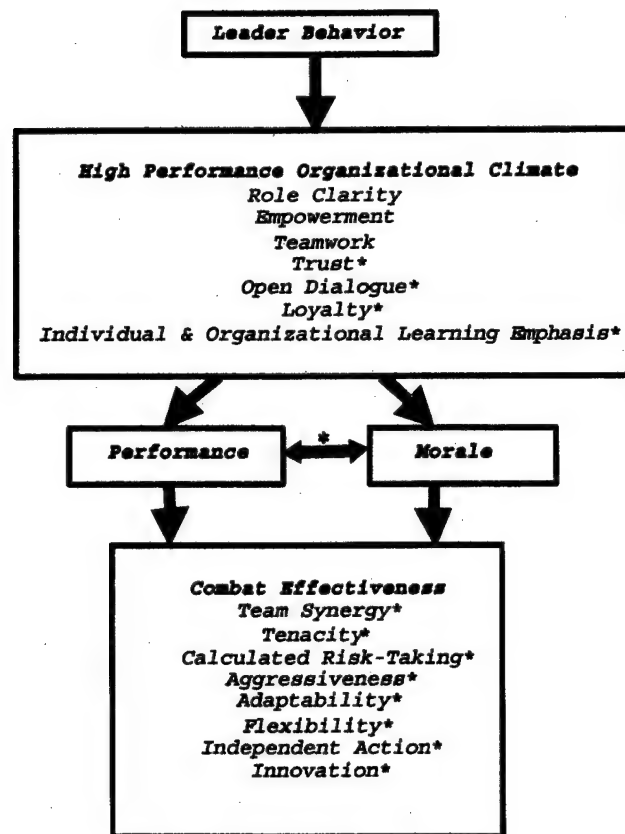 Leader Behavior
High Performance Organizational Climate
Role Clarity
Empowerment
Teamwork
Trust*
Open Dialogue*
Loyalty*
Individual & Organizational Learning Emphasis*
Performance
*
Morale
Combat Effectiveness
Team Synergy*
Tenacity*
Calculated Risk-Taking*
Aggressiveness*
Adaptability*
Flexibility*
Independent Action*
Innovation*